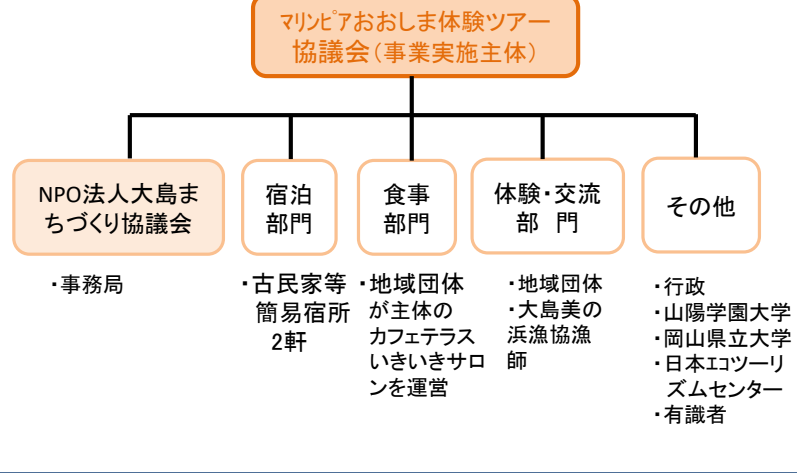 マリンピアおおしま体験ツアー
協議会（事業実施主体）
NPO法人大島ま
ちづくり協議会
・事務局
宿泊
部門
・古民家等
簡易宿所
2軒
食事
部門
・地域団体
が主体の
カフェテラス
いきいきサロ
ンを運営
体験・交流
部 門
・地域団体
・大島美の
浜漁協漁
師
その他
・行政
・山陽学園大学
・岡山県立大学
・日本エコツーリ
ズムセンター
・有識者